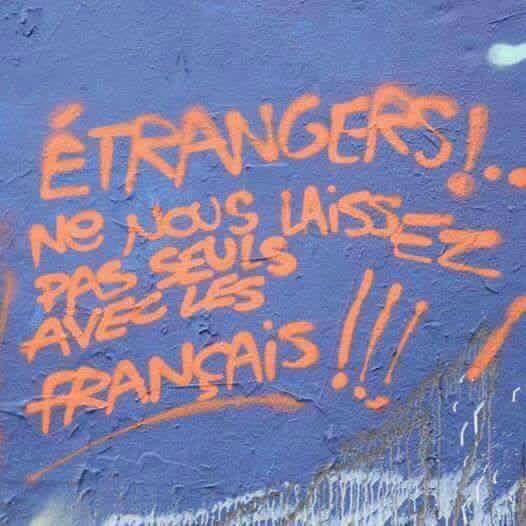 ÉTRANGERS!..
Ne NOUS LAiSSEZ
PAS SEULS
AVEC LES
FRANÇAiS!!!